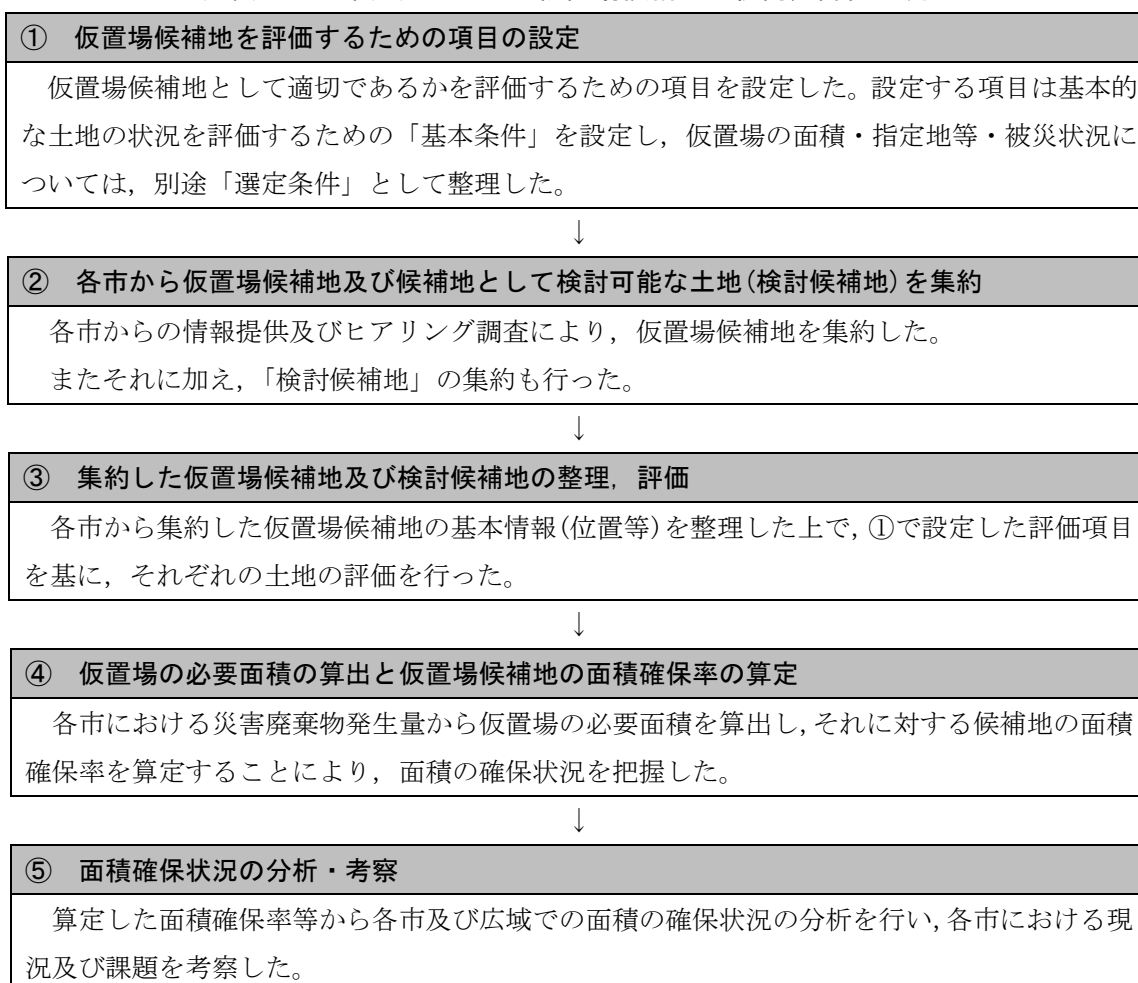 ① 仮置場候補地を評価するための項目の設定
仮置場候補地として適切であるかを評価するための項目を設定した。設定する項目は基本的
な土地の状況を評価するための「基本条件」を設定し，仮置場の面積・指定地等・被災状況に
ついては，別途「選定条件」として整理した。
↓
② 各市から仮置場候補地及び候補地として検討可能な土地(検討候補地)を集約
各市からの情報提供及びヒアリング調査により，仮置場候補地を集約した。
またそれに加え，「検討候補地」の集約も行った。
↓
③ 集約した仮置場候補地及び検討候補地の整理，評価
各市から集約した仮置場候補地の基本情報(位置等)を整理した上で，①で設定した評価項目
を基に，それぞれの土地の評価を行った。
↓
④ 仮置場の必要面積の算出と仮置場候補地の面積確保率の算定
各市における災害廃棄物発生量から仮置場の必要面積を算出し，それに対する候補地の面積
確保率を算定することにより，面積の確保状況を把握した。
↓
⑤ 面積確保状況の分析・考察
算定した面積確保率等から各市及び広域での面積の確保状況の分析を行い，各市における現
況及び課題を考察した。